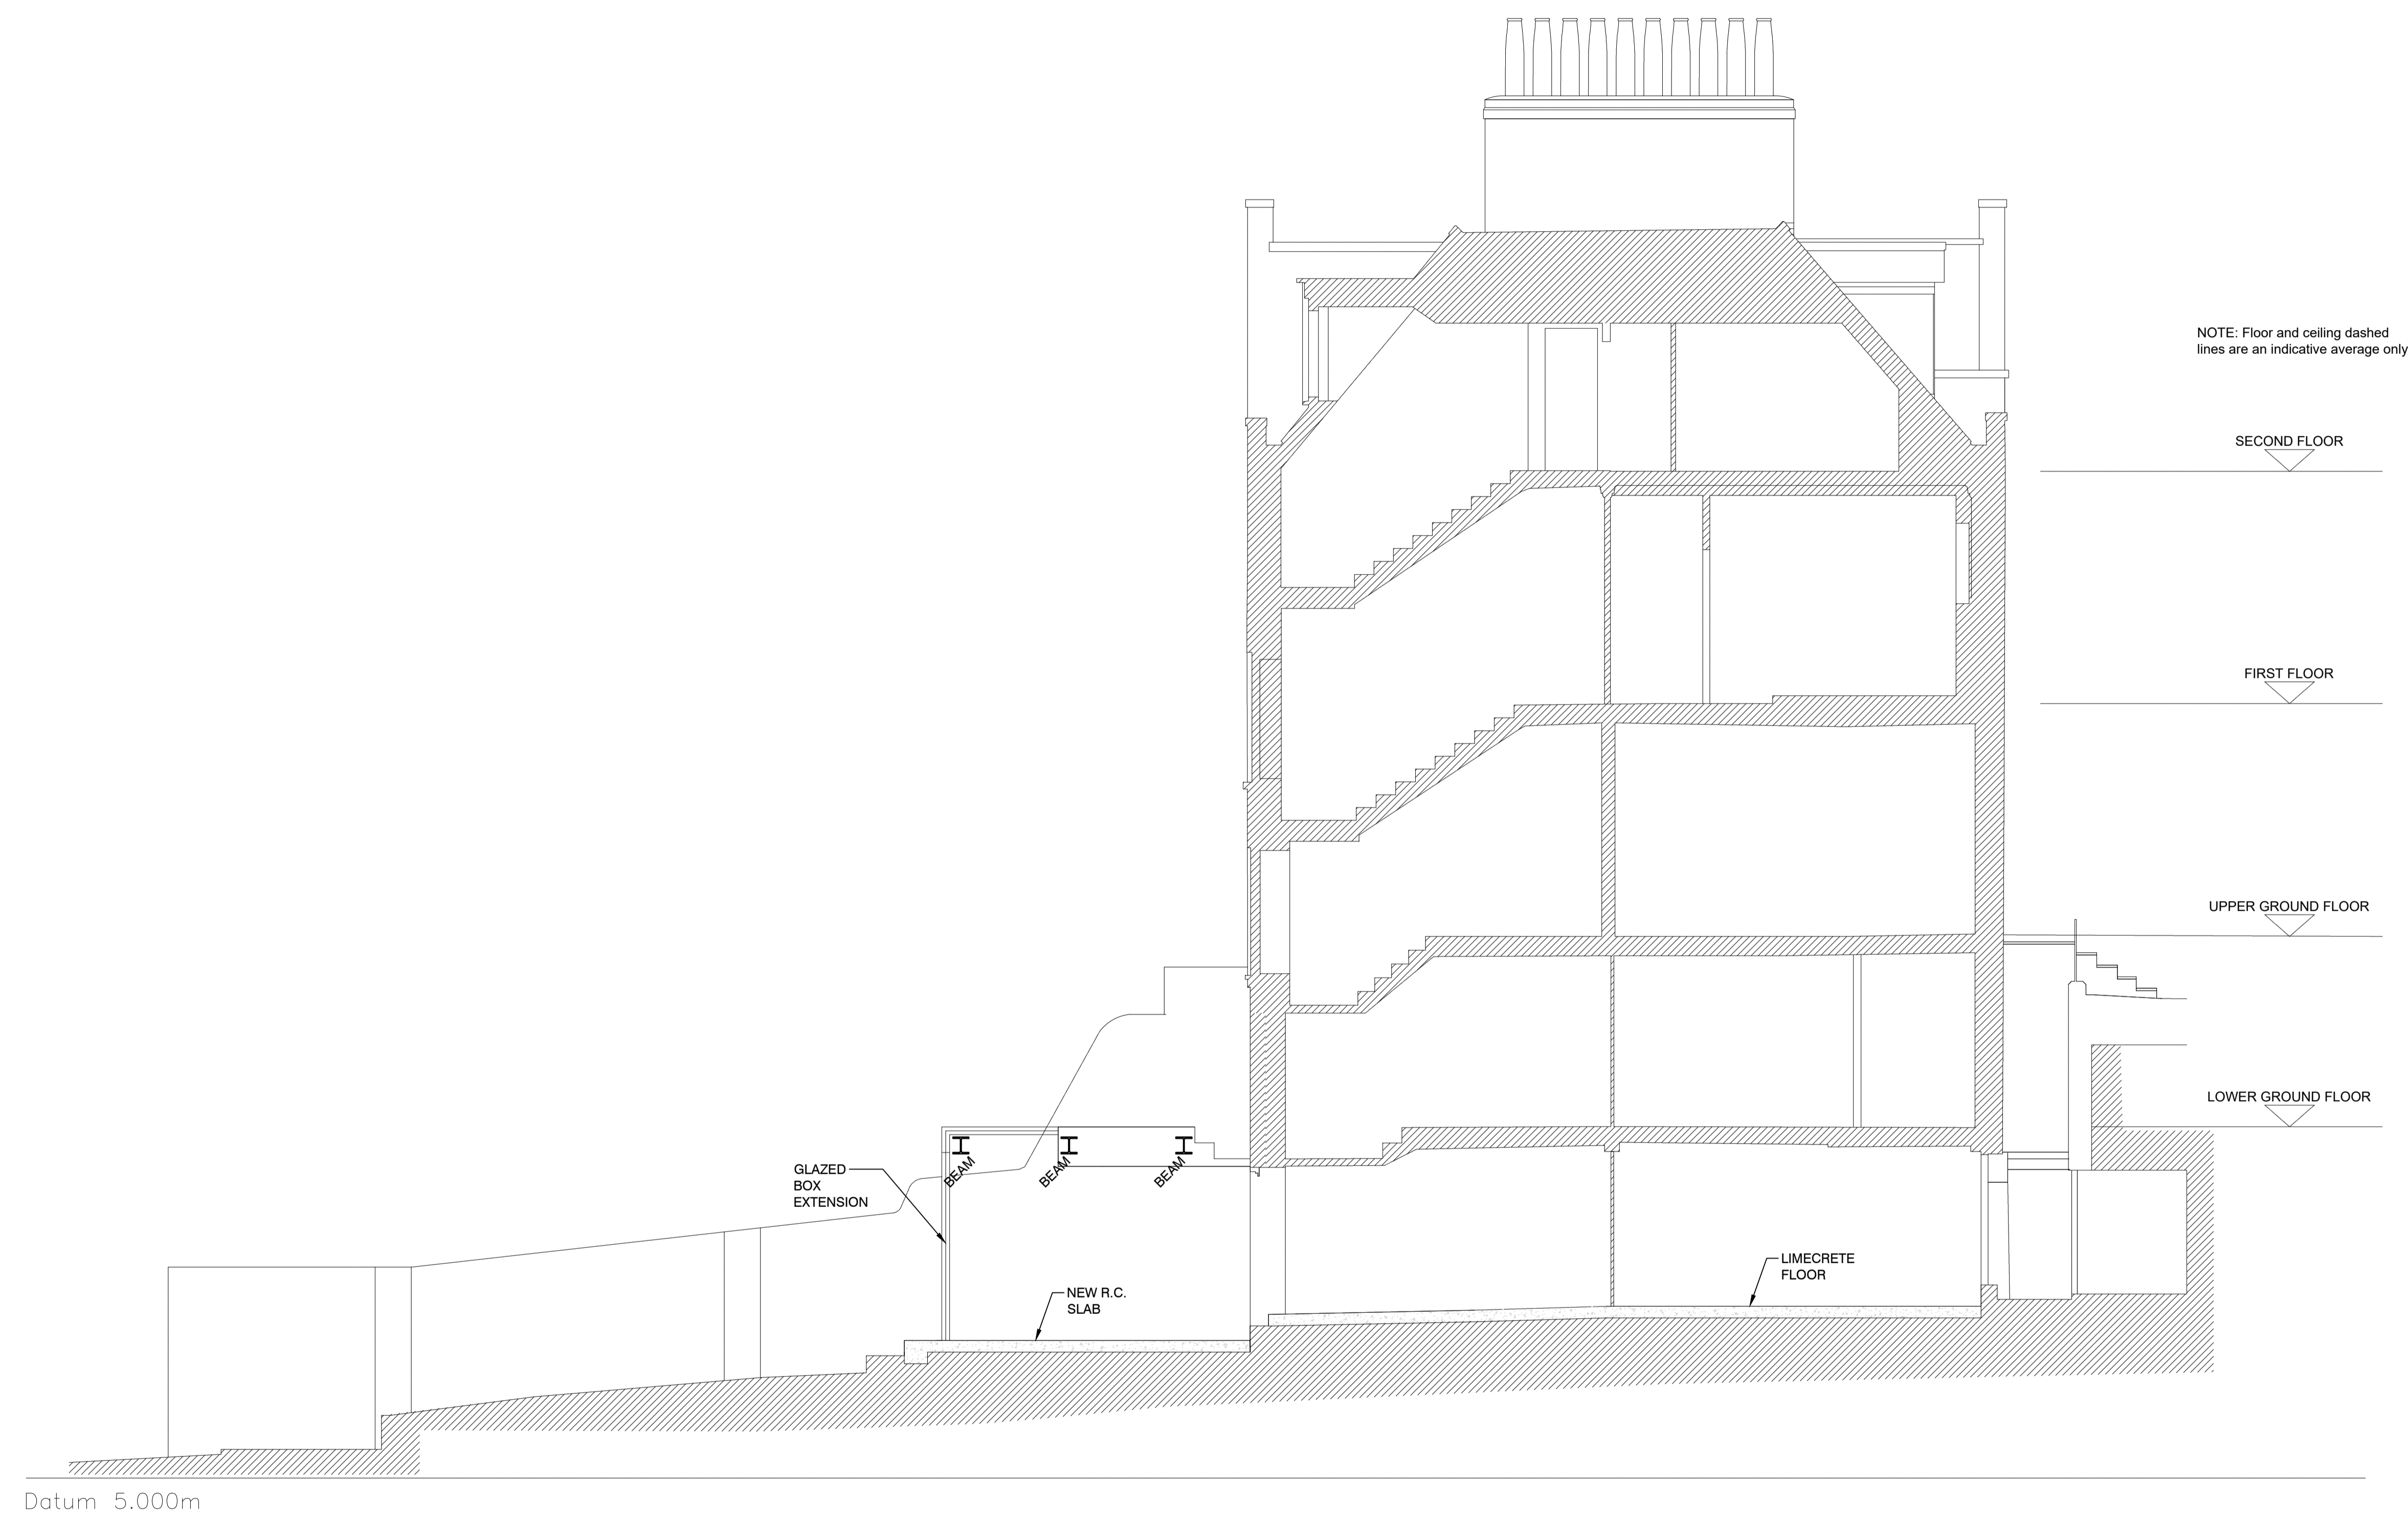 NOTE: Floor and ceiling dashed
lines are an indicative average only
SECOND FLOOR
FIRST FLOOR
UPPER GROUND FLOOR
LOWER GROUND FLOOR
BEAM
BEAM
BEAM
GLAZED
BOX
EXTENSION
LIMECRETE
FLOOR
NEW R.C.
SLAB
Datum 5.000m